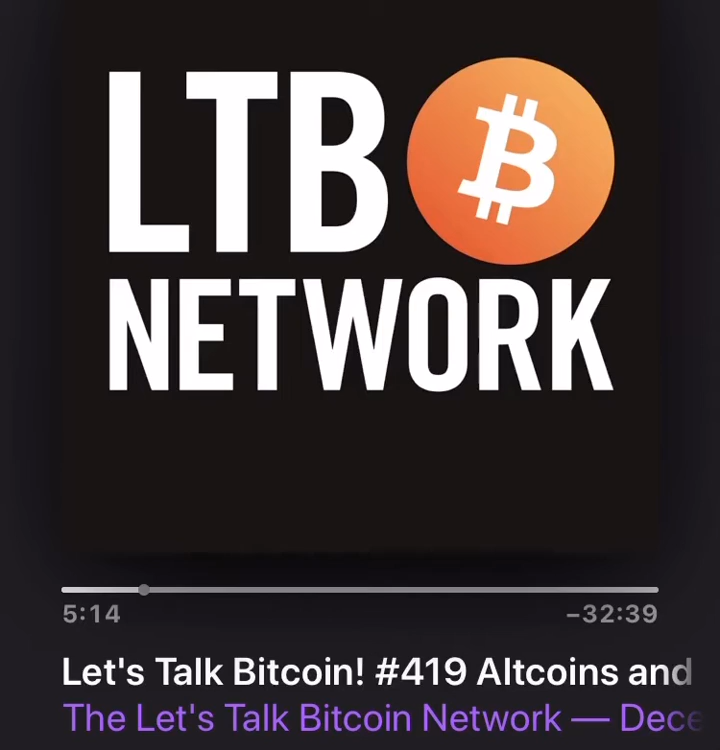 LTB
NETWORK
5:14
−32:39
Let's Talk Bitcoin! #419 Altcoins and
The Let's Talk Bitcoin Network — Dece